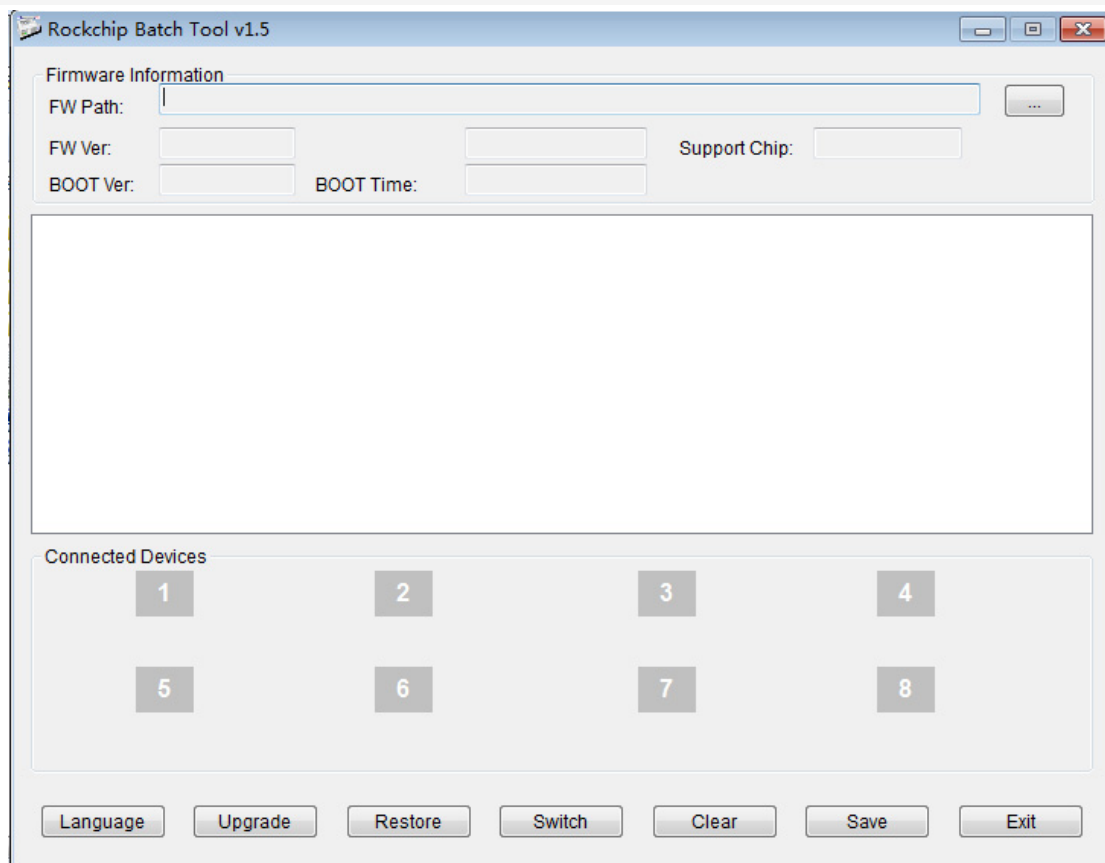 Rockchip Batch Tool v1.5
Firmware Information
FW Path: ...
FW Ver: Support Chip:
BOOT Ver: BOOT Time:
Connected Devices
1 2 3 4
5 6 7 8
Language Upgrade Restore Switch Clear Save Exit